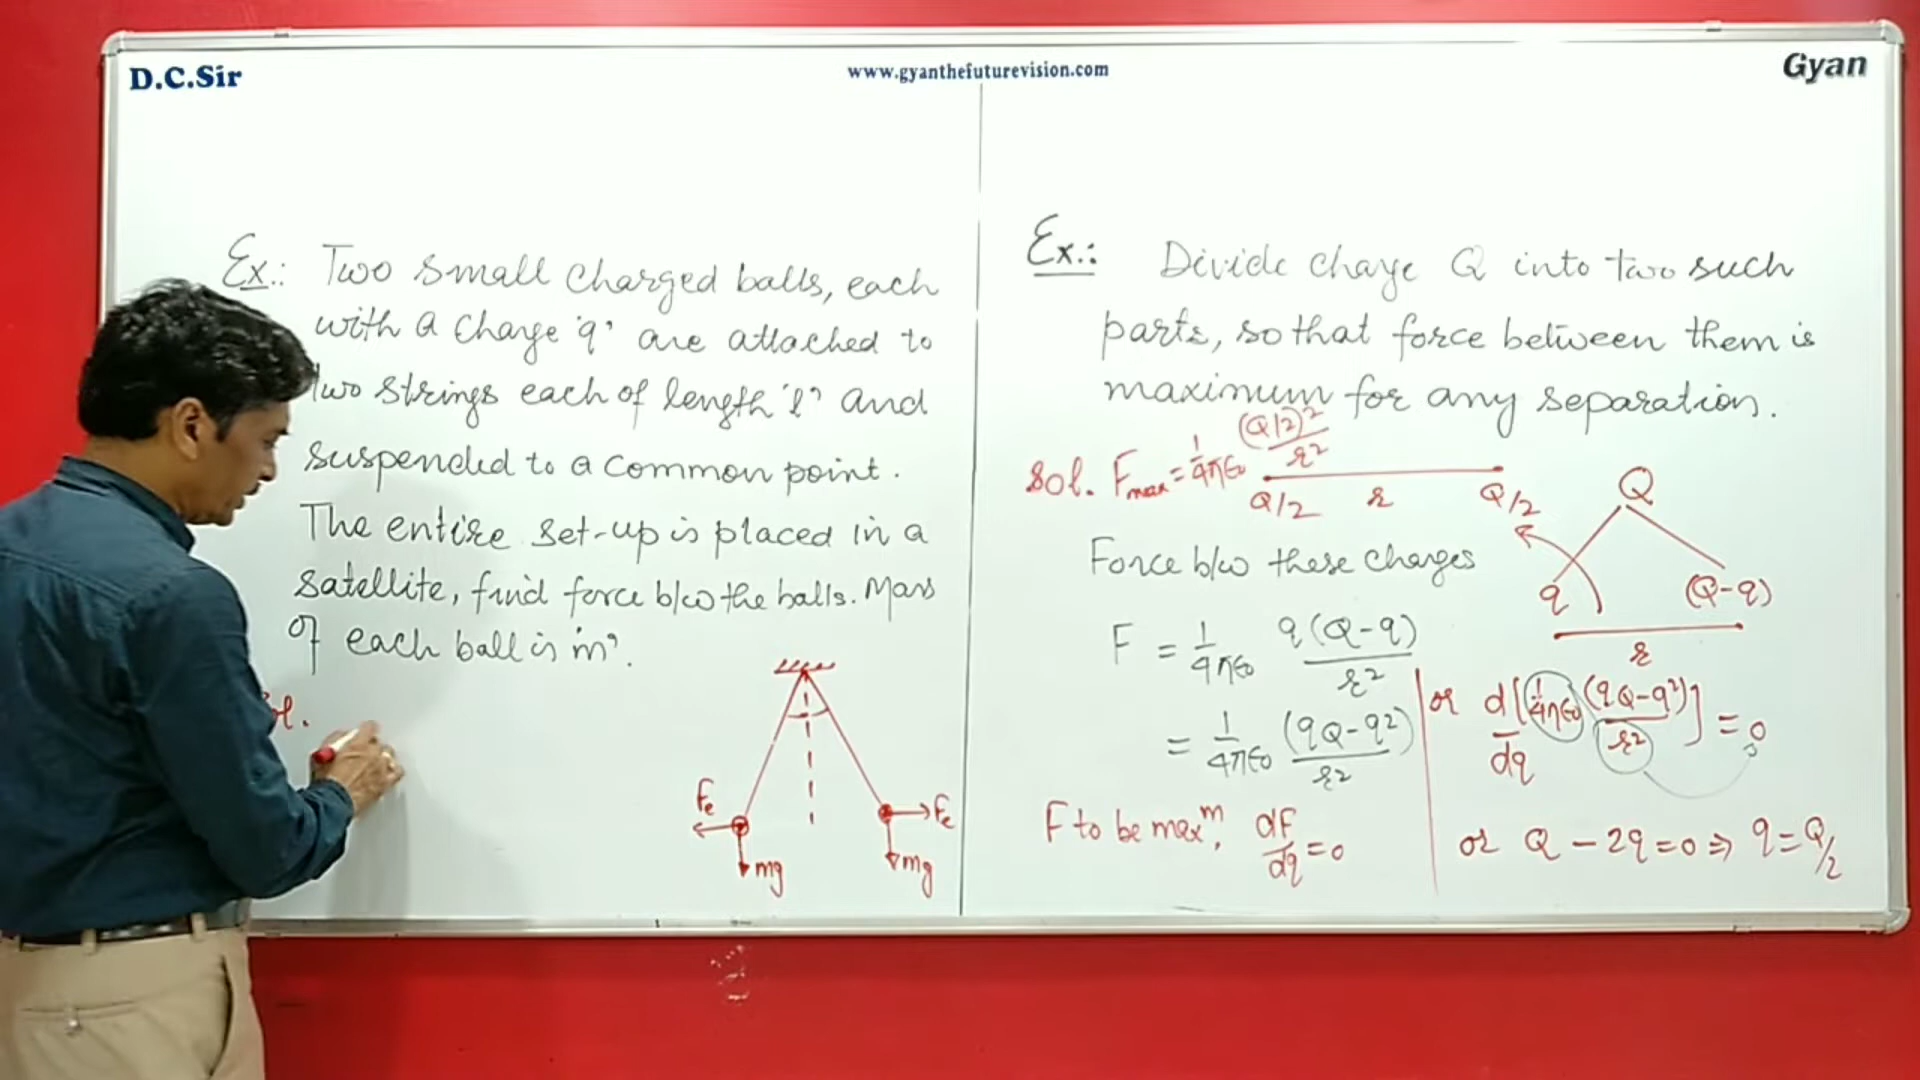 D.C.Sir
www.gyanthefuturevision.com
Gyan
Ex.: Two small charged balls, each
with a charge 'q' are attached to
two strings each of length 'l' and
suspended to a common point.
The entire set-up is placed in a
satellite, find force b/w the balls. Mass
of each ball is 'm'.
ol.
Fe
Fe
mg
mg
Ex.: Divide charge Q into two such
parts, so that force between them is
maximum for any separation.
Sol. Fmax = 1/4πε0 (Q/2)²/r²
Q/2 r Q/2
Q
q (Q-q)
r
Force b/w these charges
F = 1/4πε0 q(Q-q)/r²
= 1/4πε0 (qQ-q²)/r²
F to be max^m, dF/dq = 0
or d/dq [1/4πε0 (qQ-q²)/r²] = 0
or Q - 2q = 0 ⇒ q = Q/2